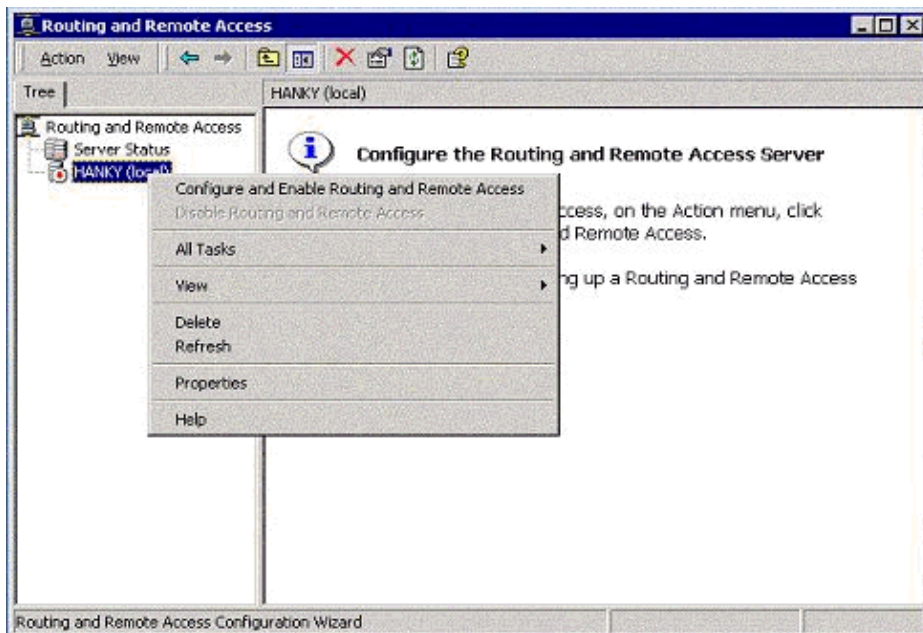 Routing and Remote Access
Action View
Tree
HANKY (local)
Routing and Remote Access
Server Status
HANKY (local)
Configure the Routing and Remote Access Server
Configure and Enable Routing and Remote Access
Disable Routing and Remote Access
ccess, on the Action menu, click
d Remote Access.
All Tasks
ng up a Routing and Remote Access
View
Delete
Refresh
Properties
Help
Routing and Remote Access Configuration Wizard